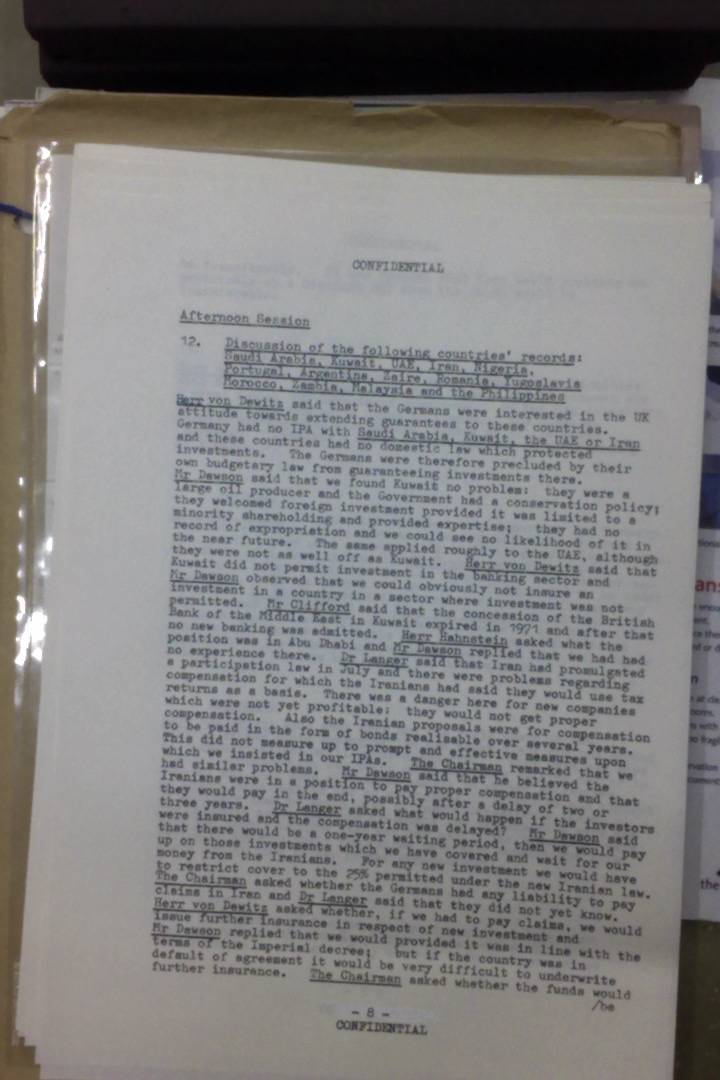 CONFIDENTIAL
Afternoon Session
12. Discussion of the following countries' records:
Saudi Arabia, Kuwait, UAE, Iran, Nigeria,
Portugal, Argentina, Zaire, Romania, Yugoslavia
Morocco, Zambia, Malaysia and the Philippines
Herr von Dewitz said that the Germans were interested in the UK
attitude towards extending guarantees to these countries.
Germany had no IPA with Saudi Arabia, Kuwait, the UAE or Iran
and these countries had no domestic law which protected
investments. The Germans were therefore precluded by their
own budgetary law from guaranteeing investments there.
Mr Dawson said that we found Kuwait no problem: they were a
large oil producer and the Government had a conservation policy;
they welcomed foreign investment provided it was limited to a
minority shareholding and provided expertise; they had no
record of expropriation and we could see no likelihood of it in
the near future. The same applied roughly to the UAE, although
they were not as well off as Kuwait. Herr von Dewitz said that
Kuwait did not permit investment in the banking sector and
Mr Dawson observed that we could obviously not insure an
investment in a country in a sector where investment was not
permitted. Mr Clifford said that the concession of the British
Bank of the Middle East in Kuwait expired in 1971 and after that
no new banking was admitted. Herr Hahnstein asked what the
position was in Abu Dhabi and Mr Dawson replied that we had had
no experience there. Dr Langer said that Iran had promulgated
a participation law in July and there were problems regarding
compensation for which the Iranians had said they would use tax
returns as a basis. There was a danger here for new companies
which were not yet profitable: they would not get proper
compensation. Also the Iranian proposals were for compensation
to be paid in the form of bonds realisable over several years.
This did not measure up to prompt and effective measures upon
which we insisted in our IPAs. The Chairman remarked that we
had similar problems. Mr Dawson said that he believed the
Iranians were in a position to pay proper compensation and that
they would pay in the end, possibly after a delay of two or
three years. Dr Langer asked what would happen if the investors
were insured and the compensation was delayed? Mr Dawson said
that there would be a one-year waiting period, then we would pay
up on those investments which we have covered and wait for our
money from the Iranians. For any new investment we would have
to restrict cover to the 25% permitted under the new Iranian law.
The Chairman asked whether the Germans had any liability to pay
claims in Iran and Dr Langer said that they did not yet know.
Herr von Dewitz asked whether, if we had to pay claims, we would
issue further insurance in respect of new investment and
Mr Dawson replied that we would provided it was in line with the
terms of the Imperial decree; but if the country was in
default of agreement it would be very difficult to underwrite
further insurance. The Chairman asked whether the funds would
/be
- 8 -
CONFIDENTIAL